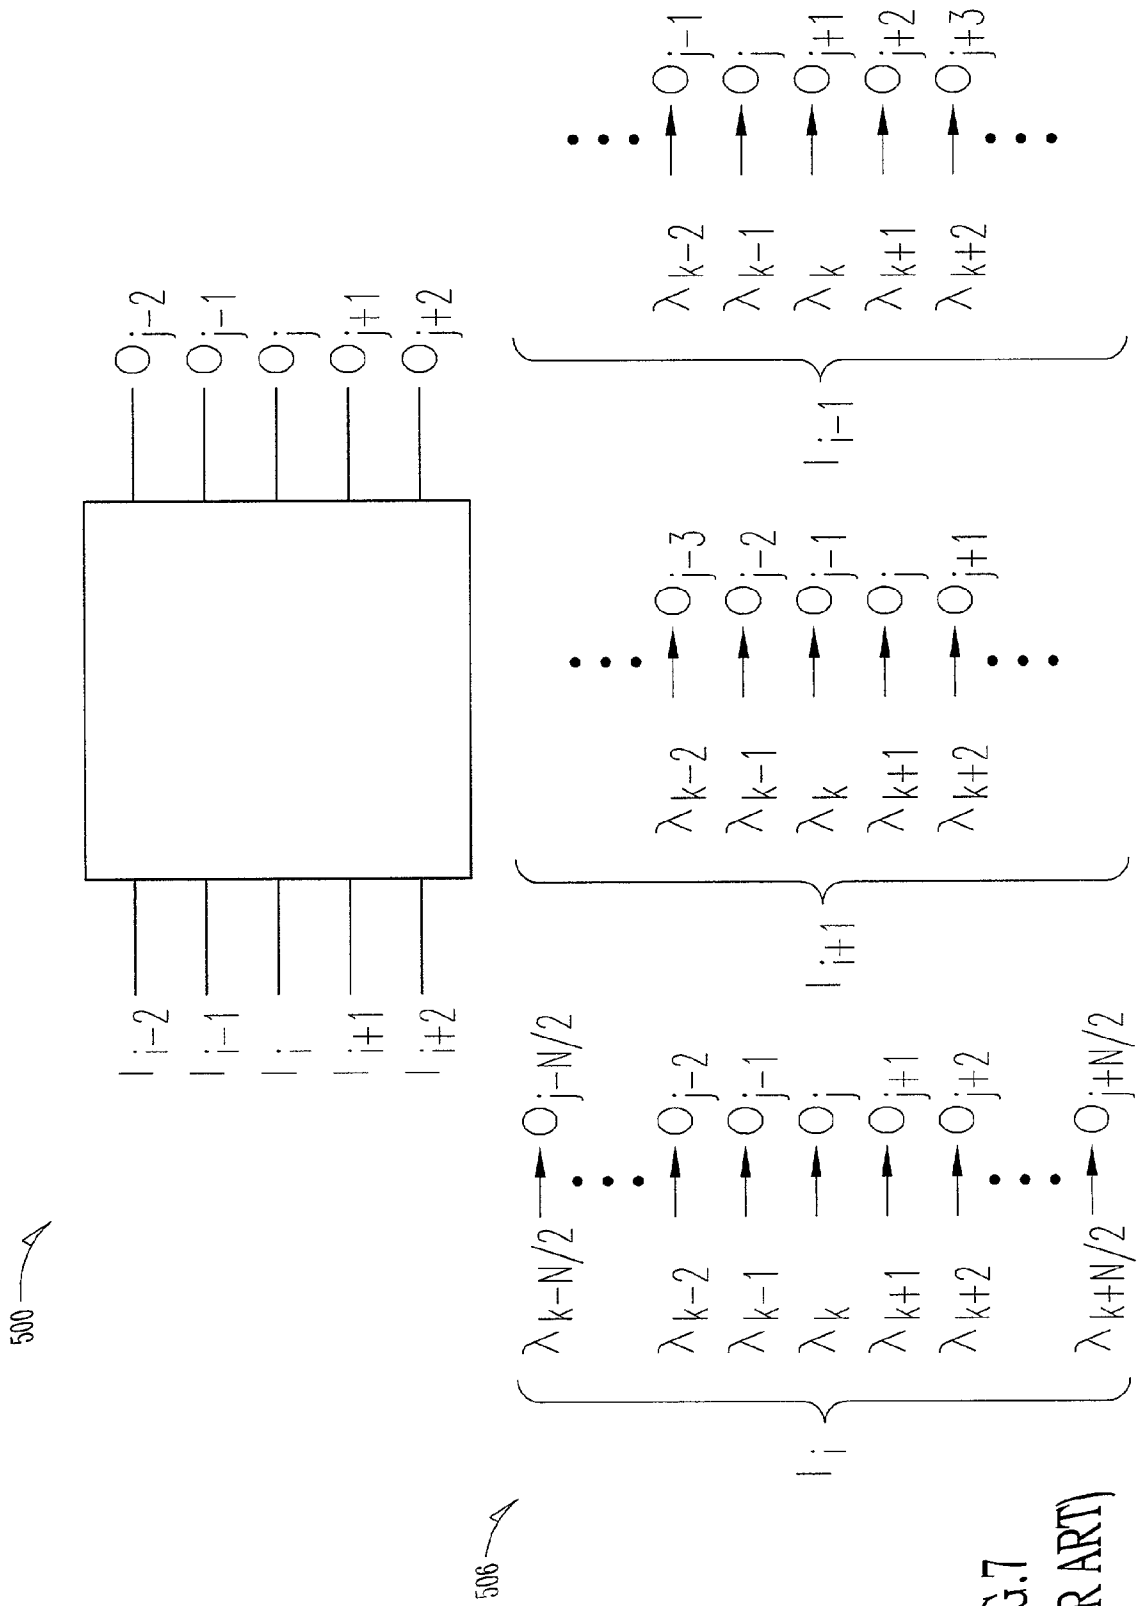 500
I i-2
I i-1
I i
I i+1
I i+2
O j-2
O j-1
O j
O j+1
O j+2
506
I i
λ k-N/2 → O j-N/2
λ k-2 → O j-2
λ k-1 → O j-1
λ k → O j
λ k+1 → O j+1
λ k+2 → O j+2
λ k+N/2 → O j+N/2
I i+1
λ k-2 → O j-3
λ k-1 → O j-2
λ k → O j-1
λ k+1 → O j
λ k+2 → O j+1
I i-1
λ k-2 → O j-1
λ k-1 → O j
λ k → O j+1
λ k+1 → O j+2
λ k+2 → O j+3
G.7
R ART)